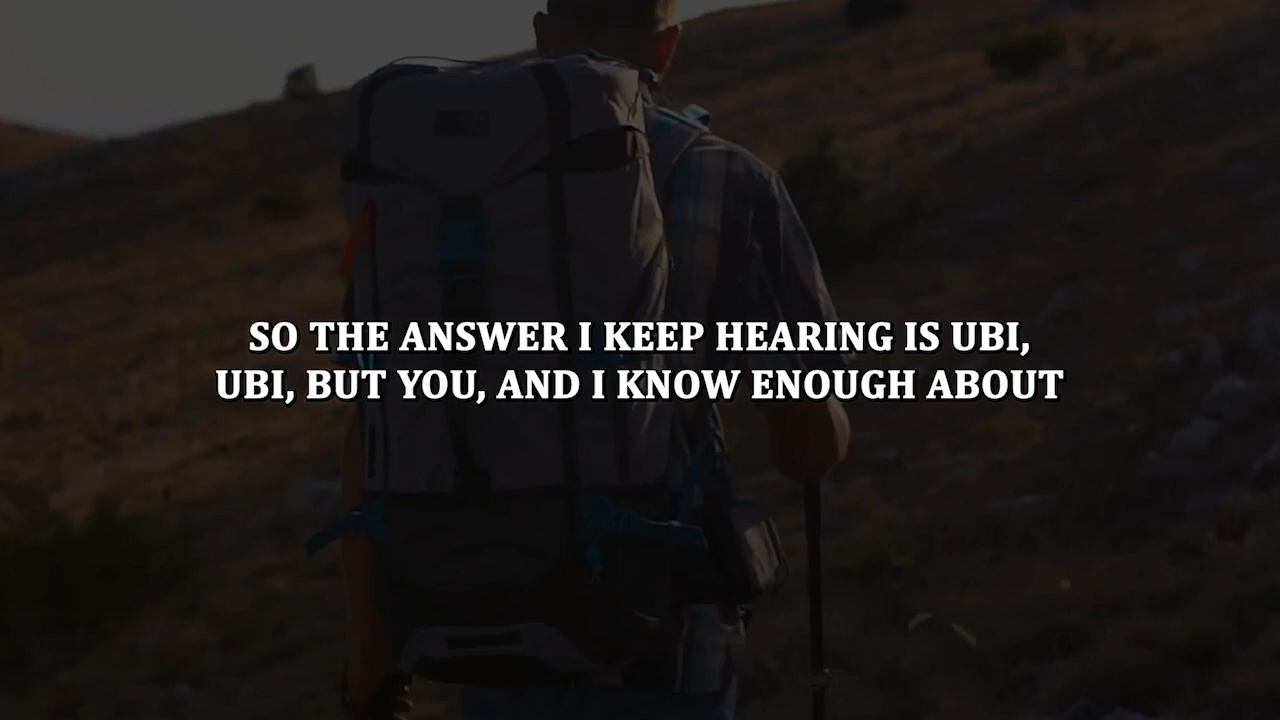 SO THE ANSWER I KEEP HEARING IS UBI,
UBI, BUT YOU, AND I KNOW ENOUGH ABOUT